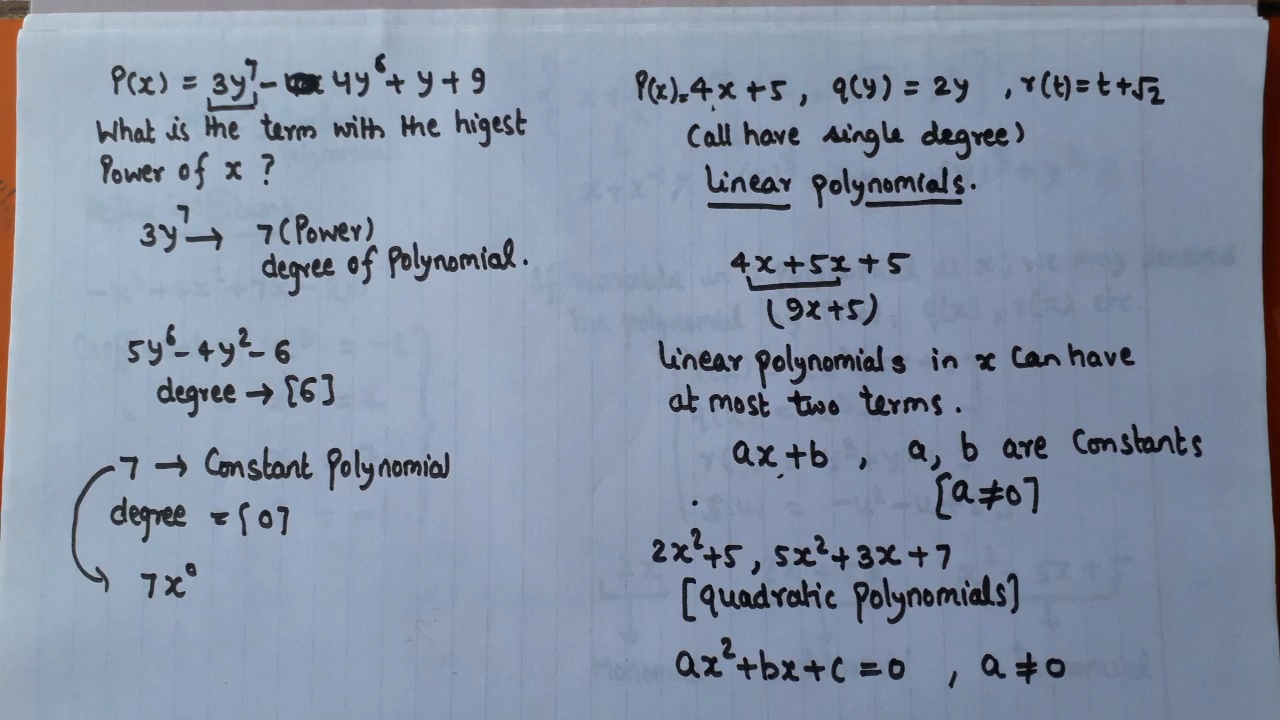 P(x) = 3y⁷ - 4y⁶ + y + 9
What is the term with the higest
Power of x ?
3y⁷ → 7 (Power)
degree of Polynomial.
5y⁶ - 4y² - 6
degree → [6]
7 → Constant Polynomial
degree = [0]
7x⁰
P(x) = 4x + 5 , q(y) = 2y , r(t) = t + √2
(all have single degree)
Linear polynomials.
4x + 5x + 5
(9x + 5)
Linear polynomials in x Can have
at most two terms.
ax + b , a, b are Constants
[a ≠ 0]
2x² + 5 , 5x² + 3x + 7
[quadratic Polynomials]
ax² + bx + c = 0 , a ≠ 0